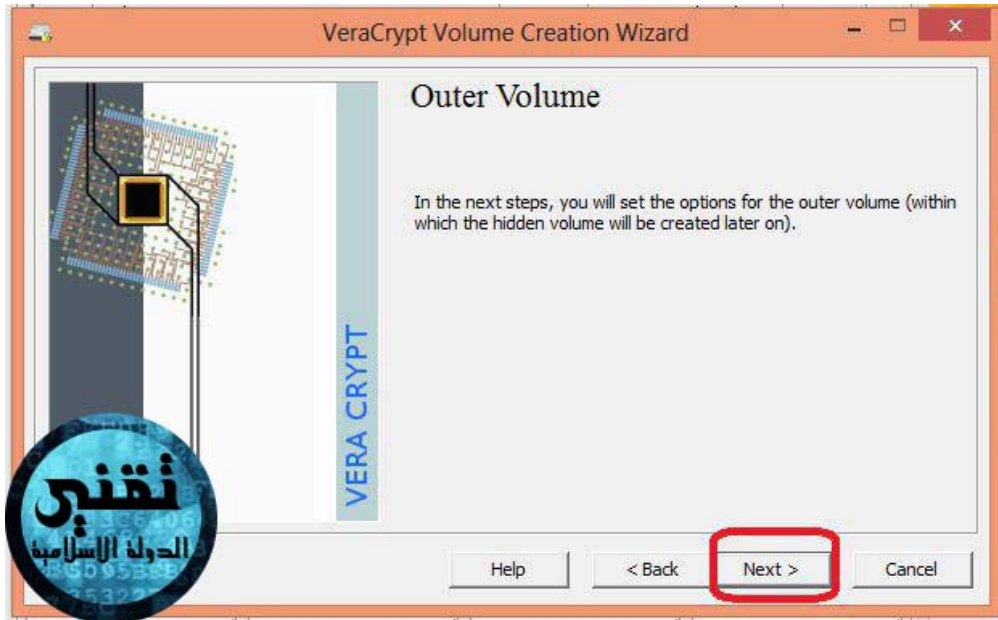 VeraCrypt Volume Creation Wizard
Outer Volume
In the next steps, you will set the options for the outer volume (within
which the hidden volume will be created later on).
VERA CRYPT
تقني
الدولة الاسلامية
Help
< Back
Next >
Cancel